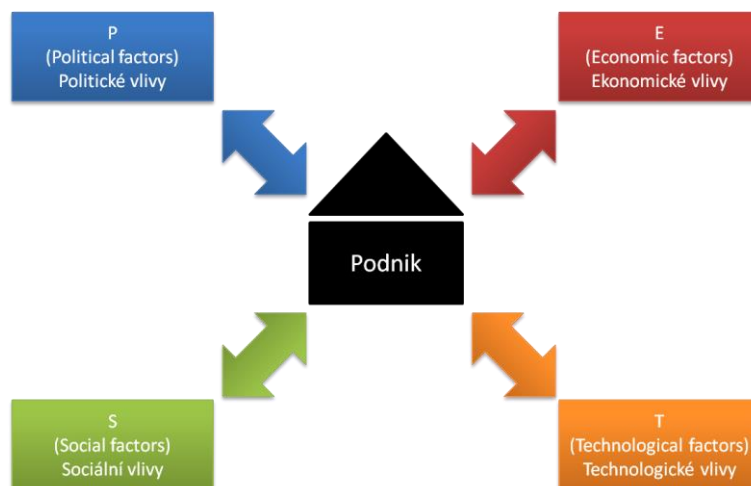 P
(Political factors)
Politické vlivy
E
(Economic factors)
Ekonomické vlivy
Podnik
S
(Social factors)
Sociální vlivy
T
(Technological factors)
Technologické vlivy